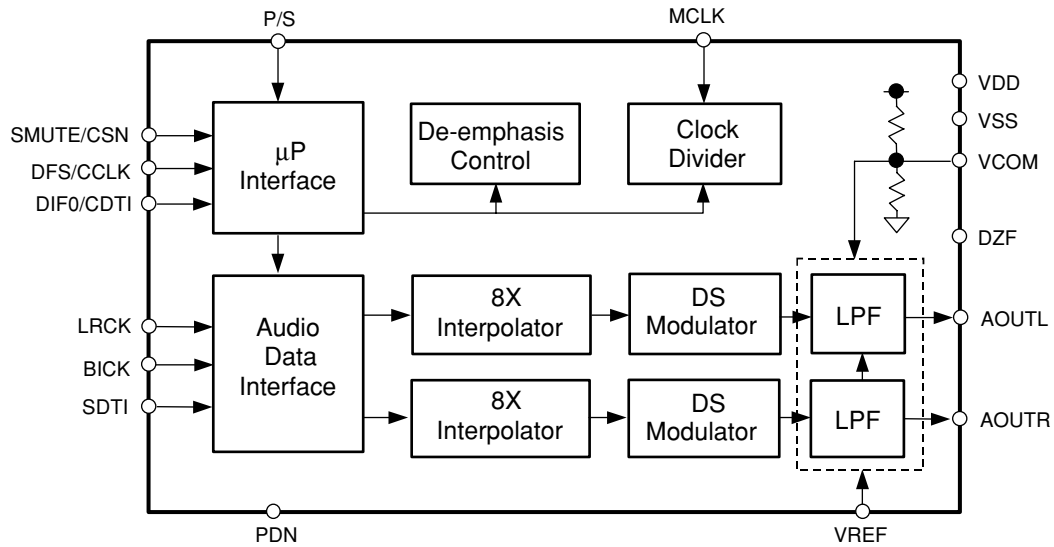 P/S
MCLK
VDD
VSS
VCOM
DZF
SMUTE/CSN
DFS/CCLK
DIF0/CDTI
μP
Interface
De-emphasis
Control
Clock
Divider
LRCK
BICK
SDTI
Audio
Data
Interface
8X
Interpolator
DS
Modulator
LPF
AOUTL
8X
Interpolator
DS
Modulator
LPF
AOUTR
PDN
VREF